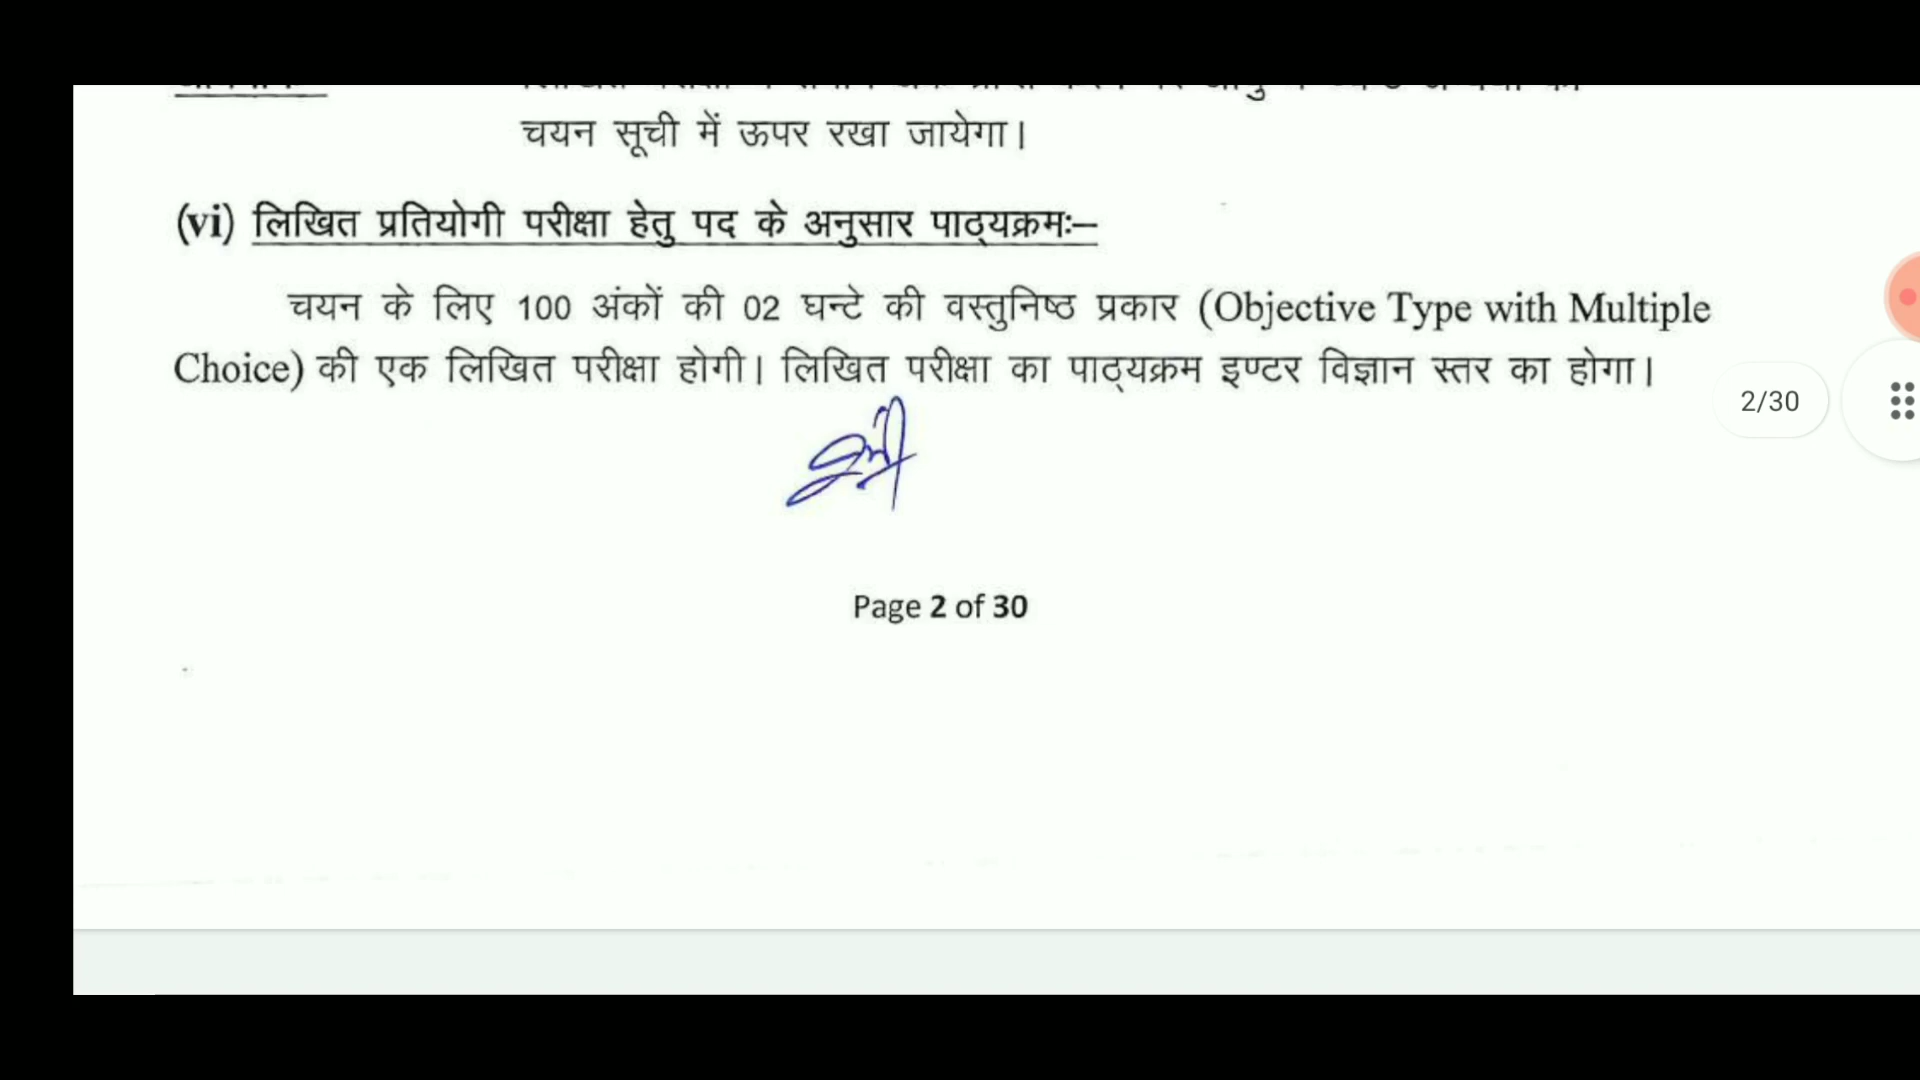 चयन सूची में ऊपर रखा जायेगा।
(vi) लिखित प्रतियोगी परीक्षा हेतु पद के अनुसार पाठ्यक्रमः–
चयन के लिए 100 अंकों की 02 घन्टे की वस्तुनिष्ठ प्रकार (Objective Type with Multiple
Choice) की एक लिखित परीक्षा होगी। लिखित परीक्षा का पाठ्यक्रम इण्टर विज्ञान स्तर का होगा।
2/30
Page 2 of 30